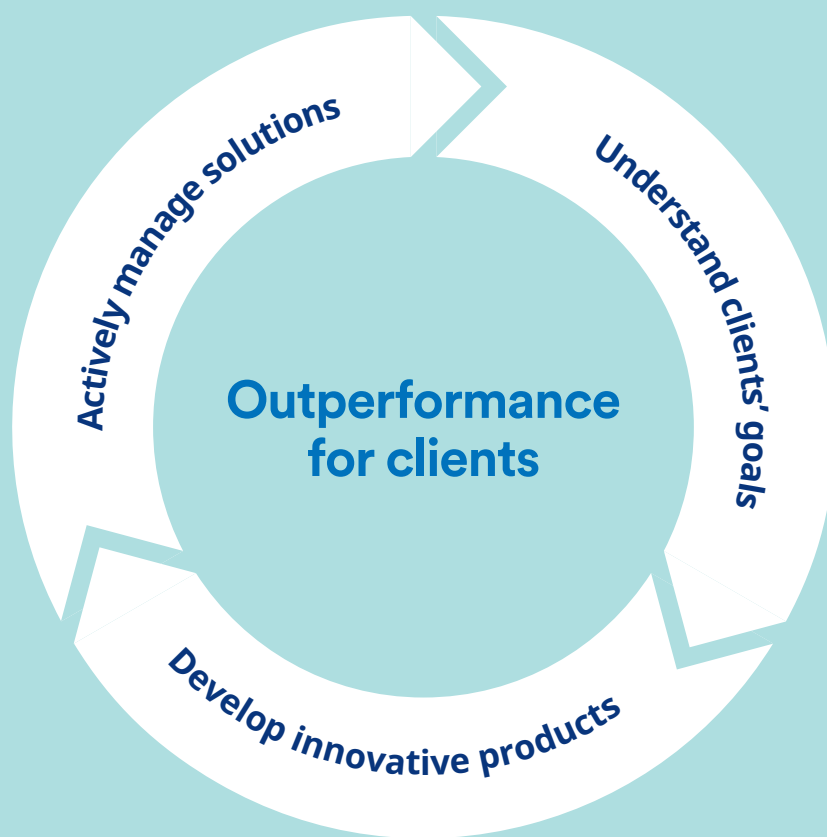 Actively manage solutions
Understand clients’ goals
Outperformance
for clients
Develop innovative products